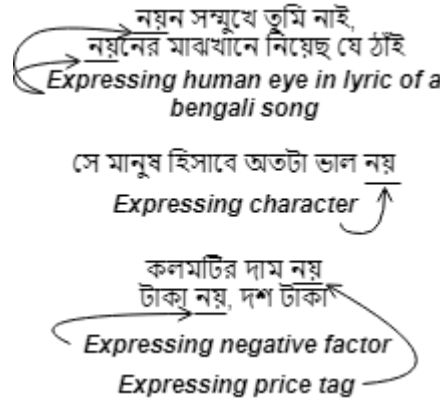 নয়ন সম্মুখে তুমি নাই,
নয়নের মাঝখানে নিয়েছ যে ঠাঁই
Expressing human eye in lyric of a
bengali song
সে মানুষ হিসাবে অতটা ভাল নয়
Expressing character
কলমটির দাম নয়
টাকা নয়, দশ টাকা
Expressing negative factor
Expressing price tag